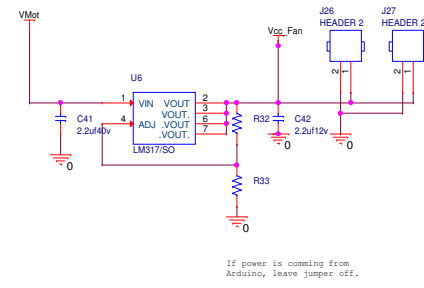 J26
J27
VMot
HEADER 2
HEADER 2
Vcc_Fan
2
1
2
1
U6
1
VIN
VOUT
2
VOUT.
3
4
ADJ
.VOUT
6
.VOUT.
7
C41
2.2uf40v
R32
C42
2.2uf12v
LM317/SO
0
0
0
0
R33
If power is comming from
Arduino, leave jumper off.